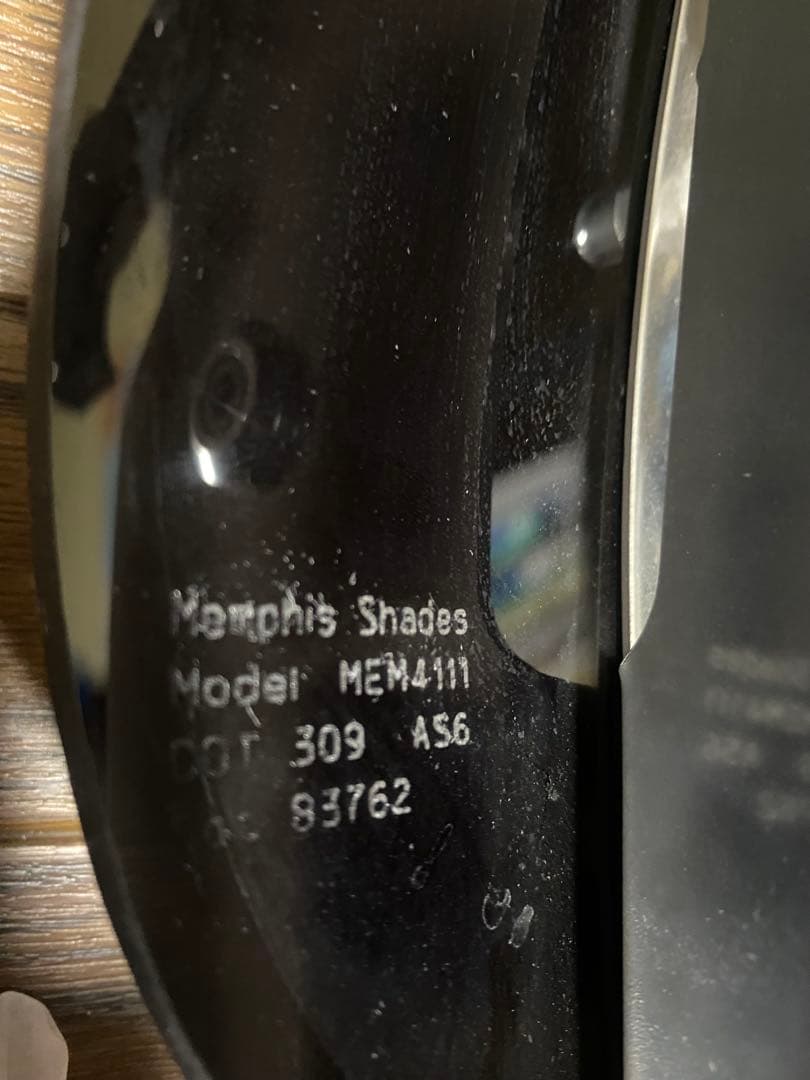 Memphis Shades
Model MEM4111
DOT 309 AS6
83762